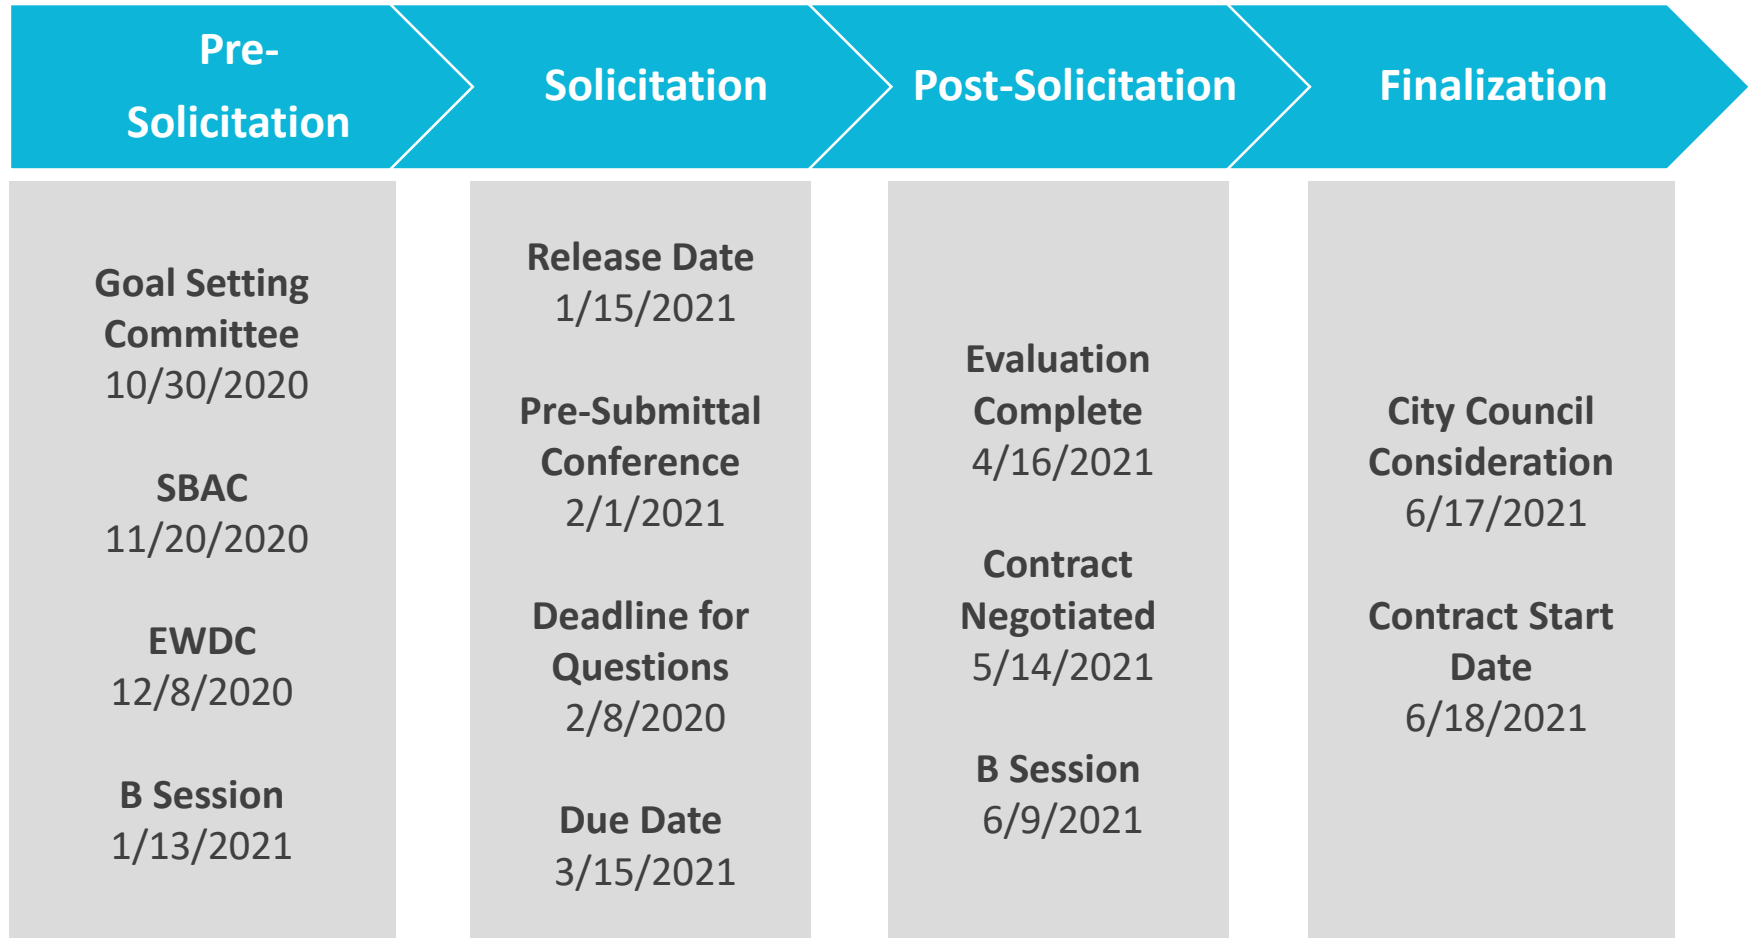 Pre-
Solicitation
Solicitation
Post-Solicitation
Finalization
Goal Setting
Committee
10/30/2020
SBAC
11/20/2020
EWDC
12/8/2020
B Session
1/13/2021
Release Date
1/15/2021
Pre-Submittal
Conference
2/1/2021
Deadline for
Questions
2/8/2020
Due Date
3/15/2021
Evaluation
Complete
4/16/2021
Contract
Negotiated
5/14/2021
B Session
6/9/2021
City Council
Consideration
6/17/2021
Contract Start
Date
6/18/2021